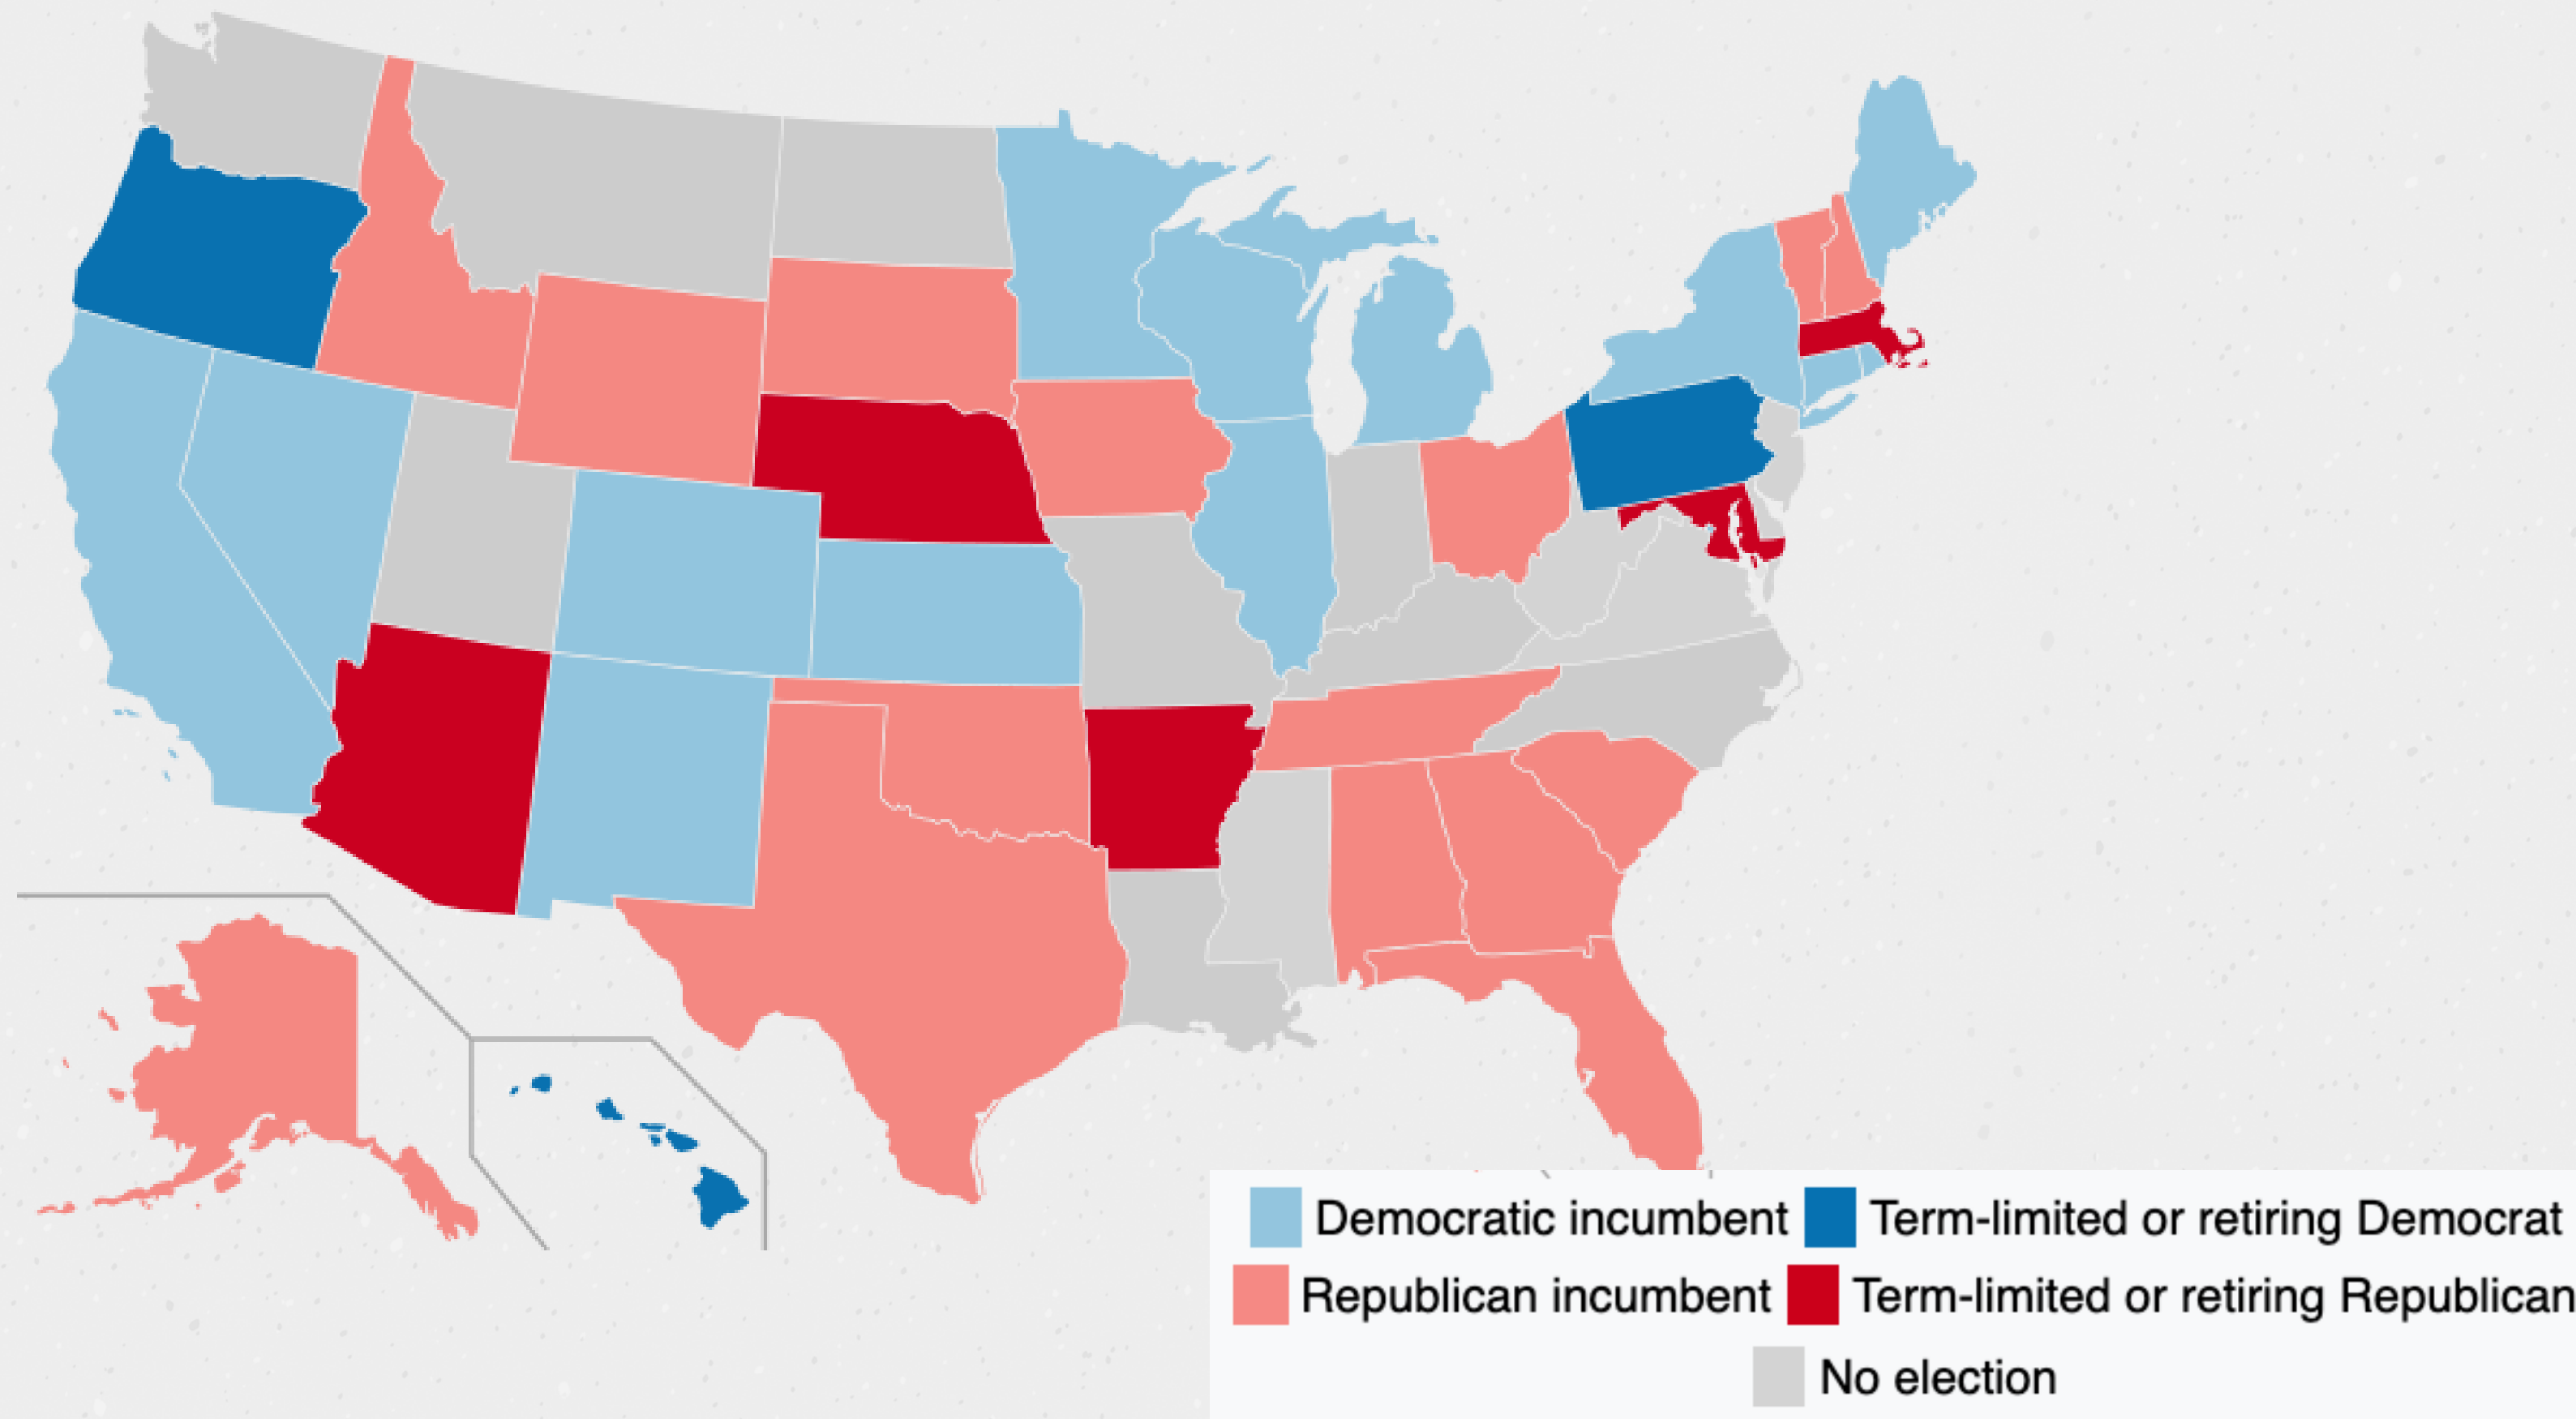 Democratic incumbent Term-limited or retiring Democrat
Republican incumbent Term-limited or retiring Republican
No election